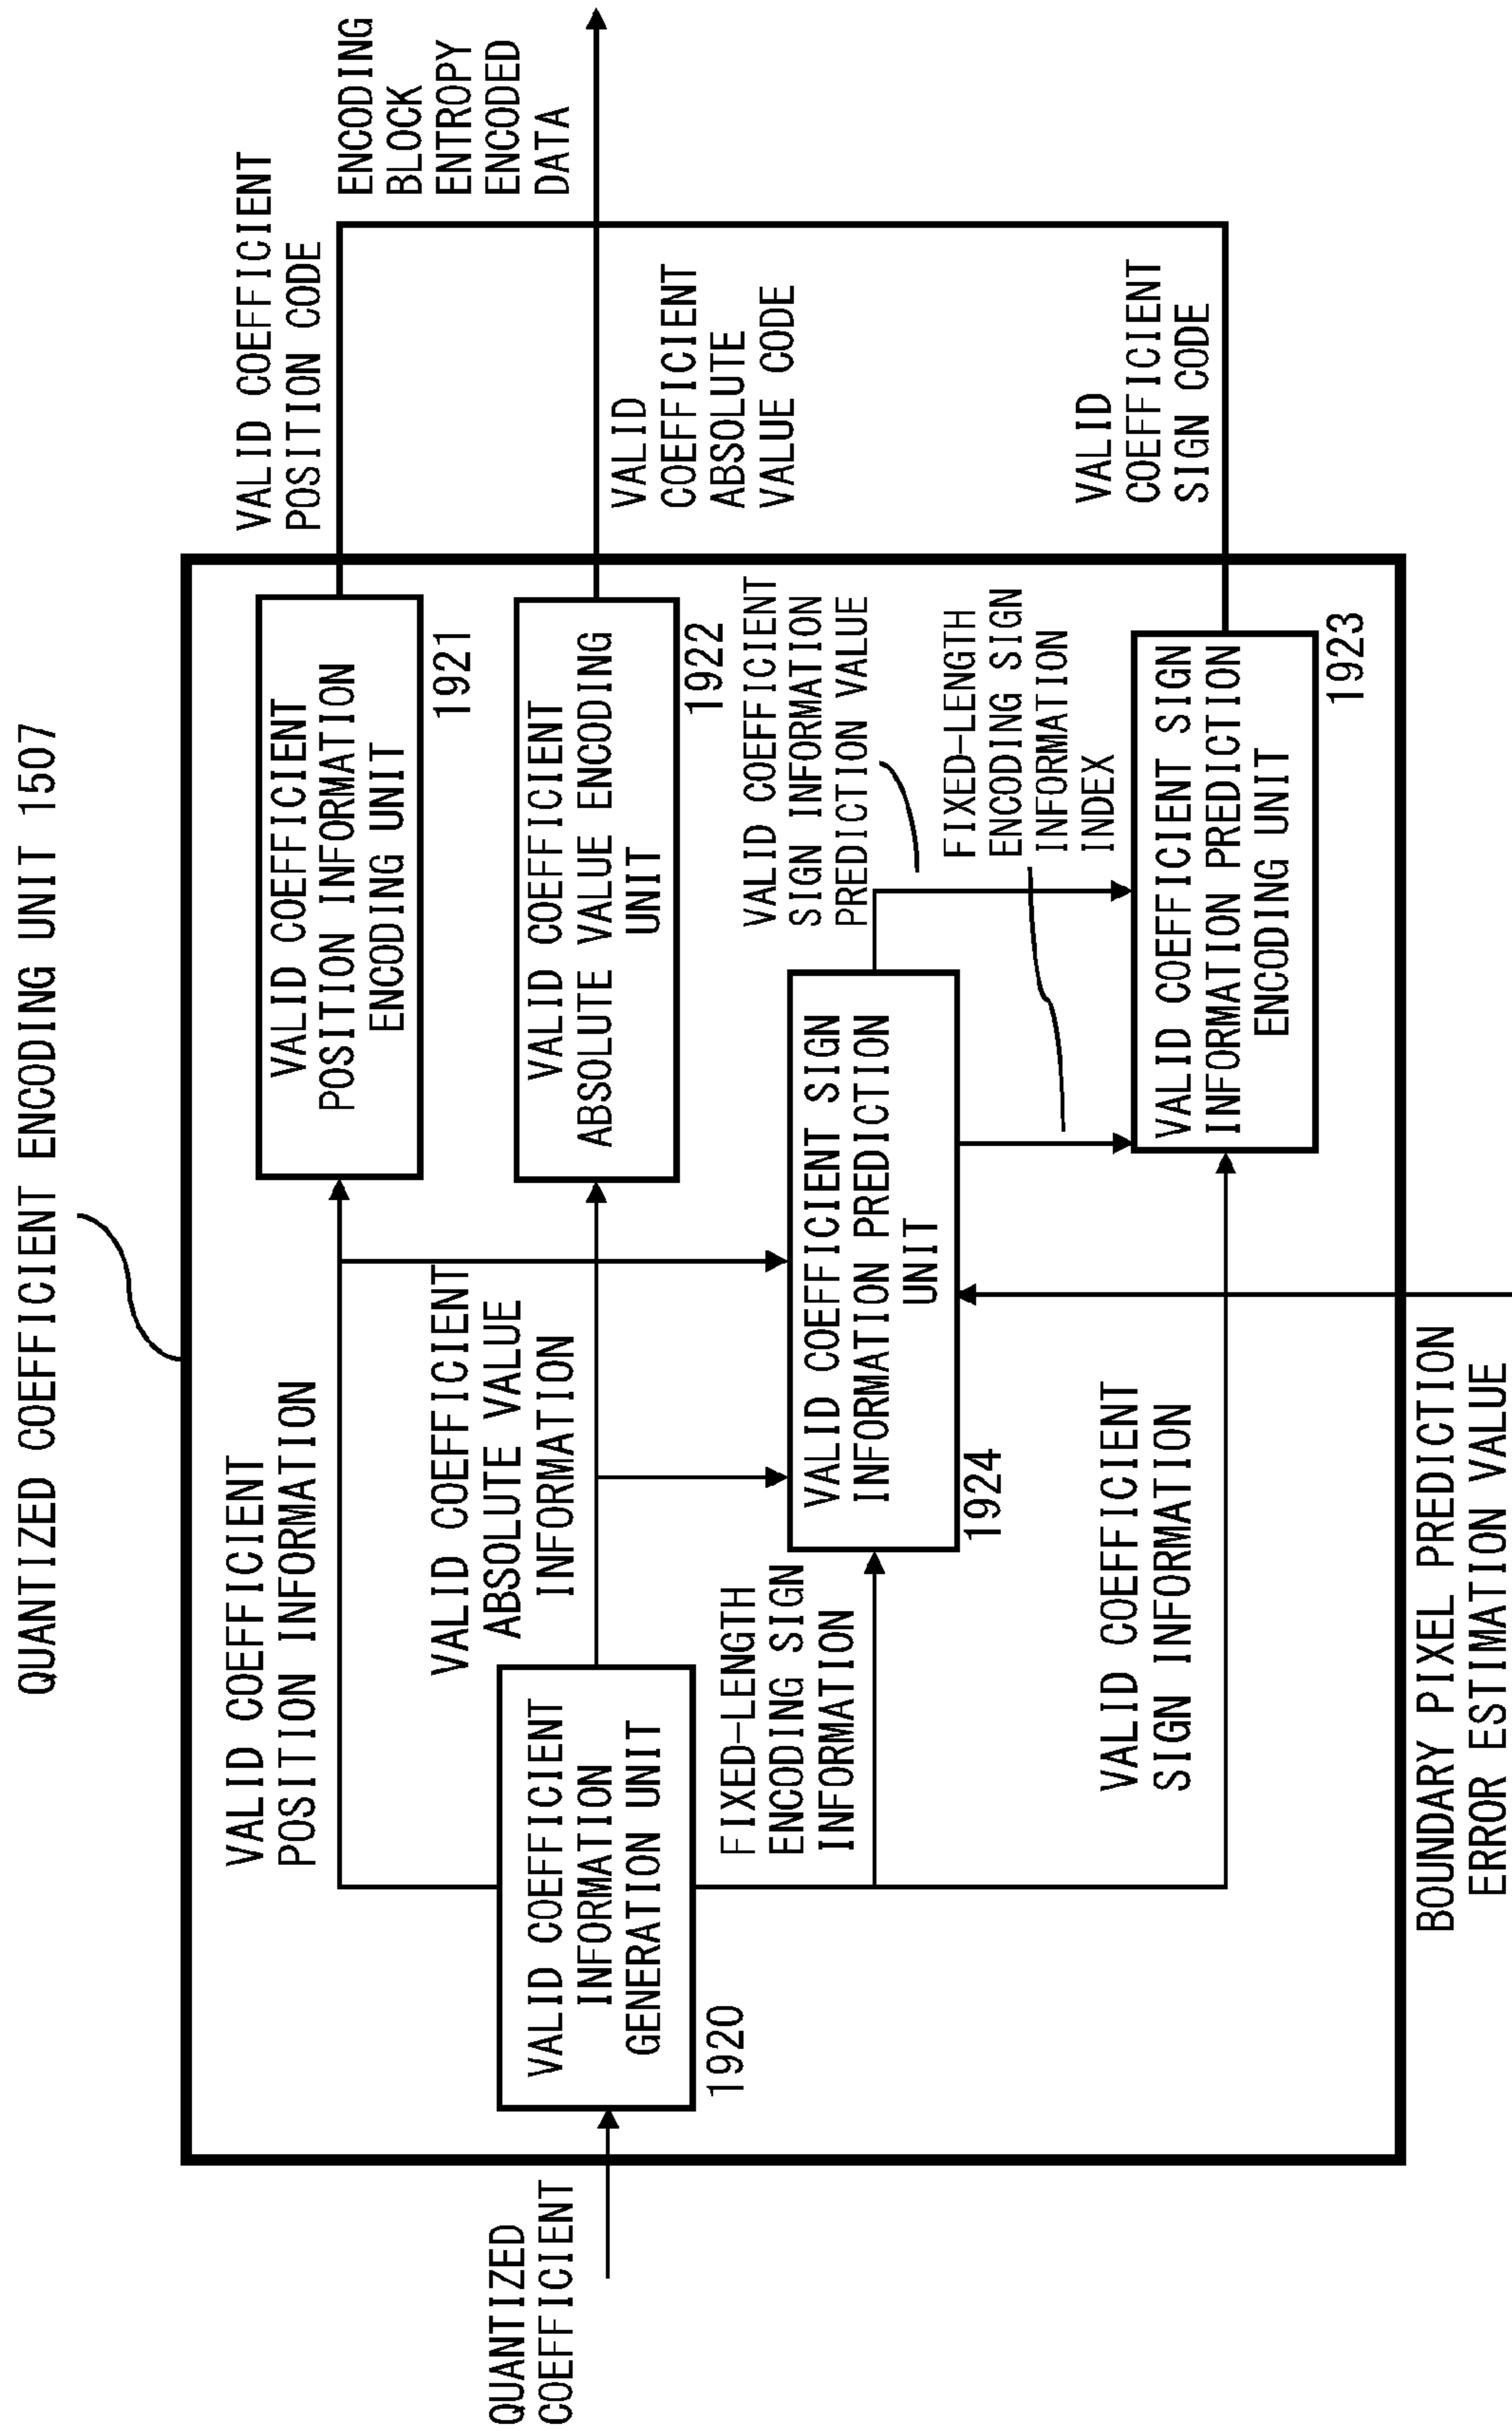 QUANTIZED COEFFICIENT ENCODING UNIT 1507
QUANTIZED
COEFFICIENT
VALID COEFFICIENT
POSITION INFORMATION
VALID COEFFICIENT
INFORMATION
GENERATION UNIT
1920
VALID COEFFICIENT
ABSOLUTE VALUE
INFORMATION
FIXED-LENGTH
ENCODING SIGN
INFORMATION
VALID COEFFICIENT
SIGN INFORMATION
BOUNDARY PIXEL PREDICTION
ERROR ESTIMATION VALUE
VALID COEFFICIENT
POSITION INFORMATION
ENCODING UNIT
1921
VALID COEFFICIENT
ABSOLUTE VALUE ENCODING
UNIT
1922
VALID COEFFICIENT SIGN
INFORMATION PREDICTION
UNIT
1924
VALID COEFFICIENT
SIGN INFORMATION
PREDICTION VALUE
FIXED-LENGTH
ENCODING SIGN
INFORMATION
INDEX
VALID COEFFICIENT SIGN
INFORMATION PREDICTION
ENCODING UNIT
1923
VALID COEFFICIENT
POSITION CODE
ENCODING
BLOCK
ENTROPY
ENCODED
DATA
VALID
COEFFICIENT
ABSOLUTE
VALUE CODE
VALID
COEFFICIENT
SIGN CODE